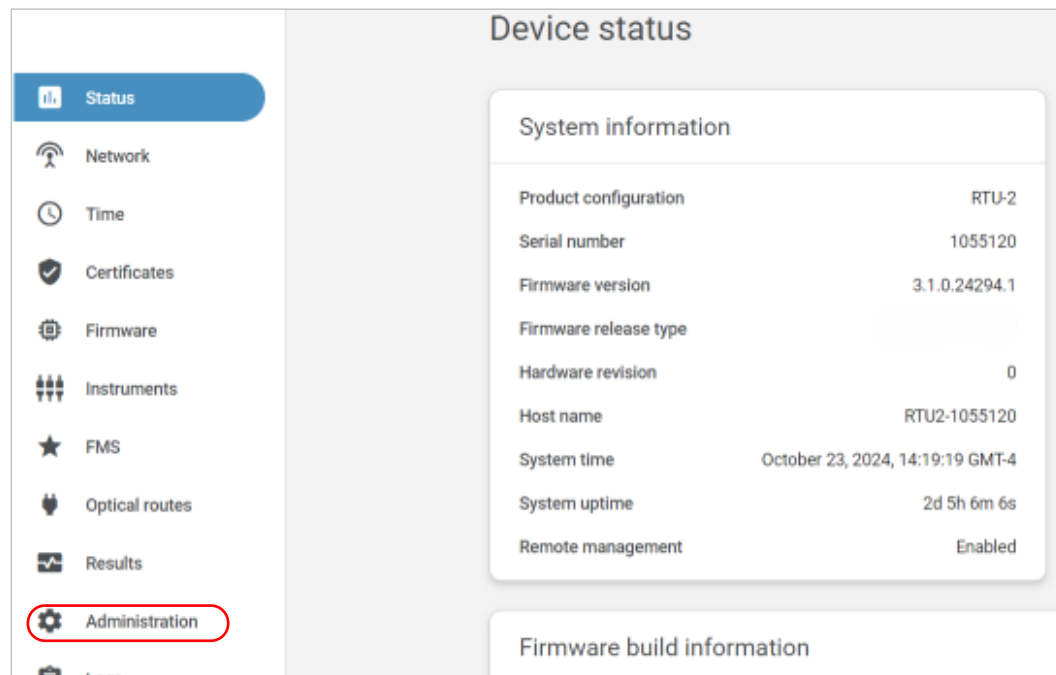 Device status
Status
Network
Time
Certificates
Firmware
Instruments
FMS
Optical routes
Results
Administration
System information
Product configuration RTU-2
Serial number 1055120
Firmware version 3.1.0.24294.1
Firmware release type
Hardware revision 0
Host name RTU2-1055120
System time October 23, 2024, 14:19:19 GMT-4
System uptime 2d 5h 6m 6s
Remote management Enabled
Firmware build information